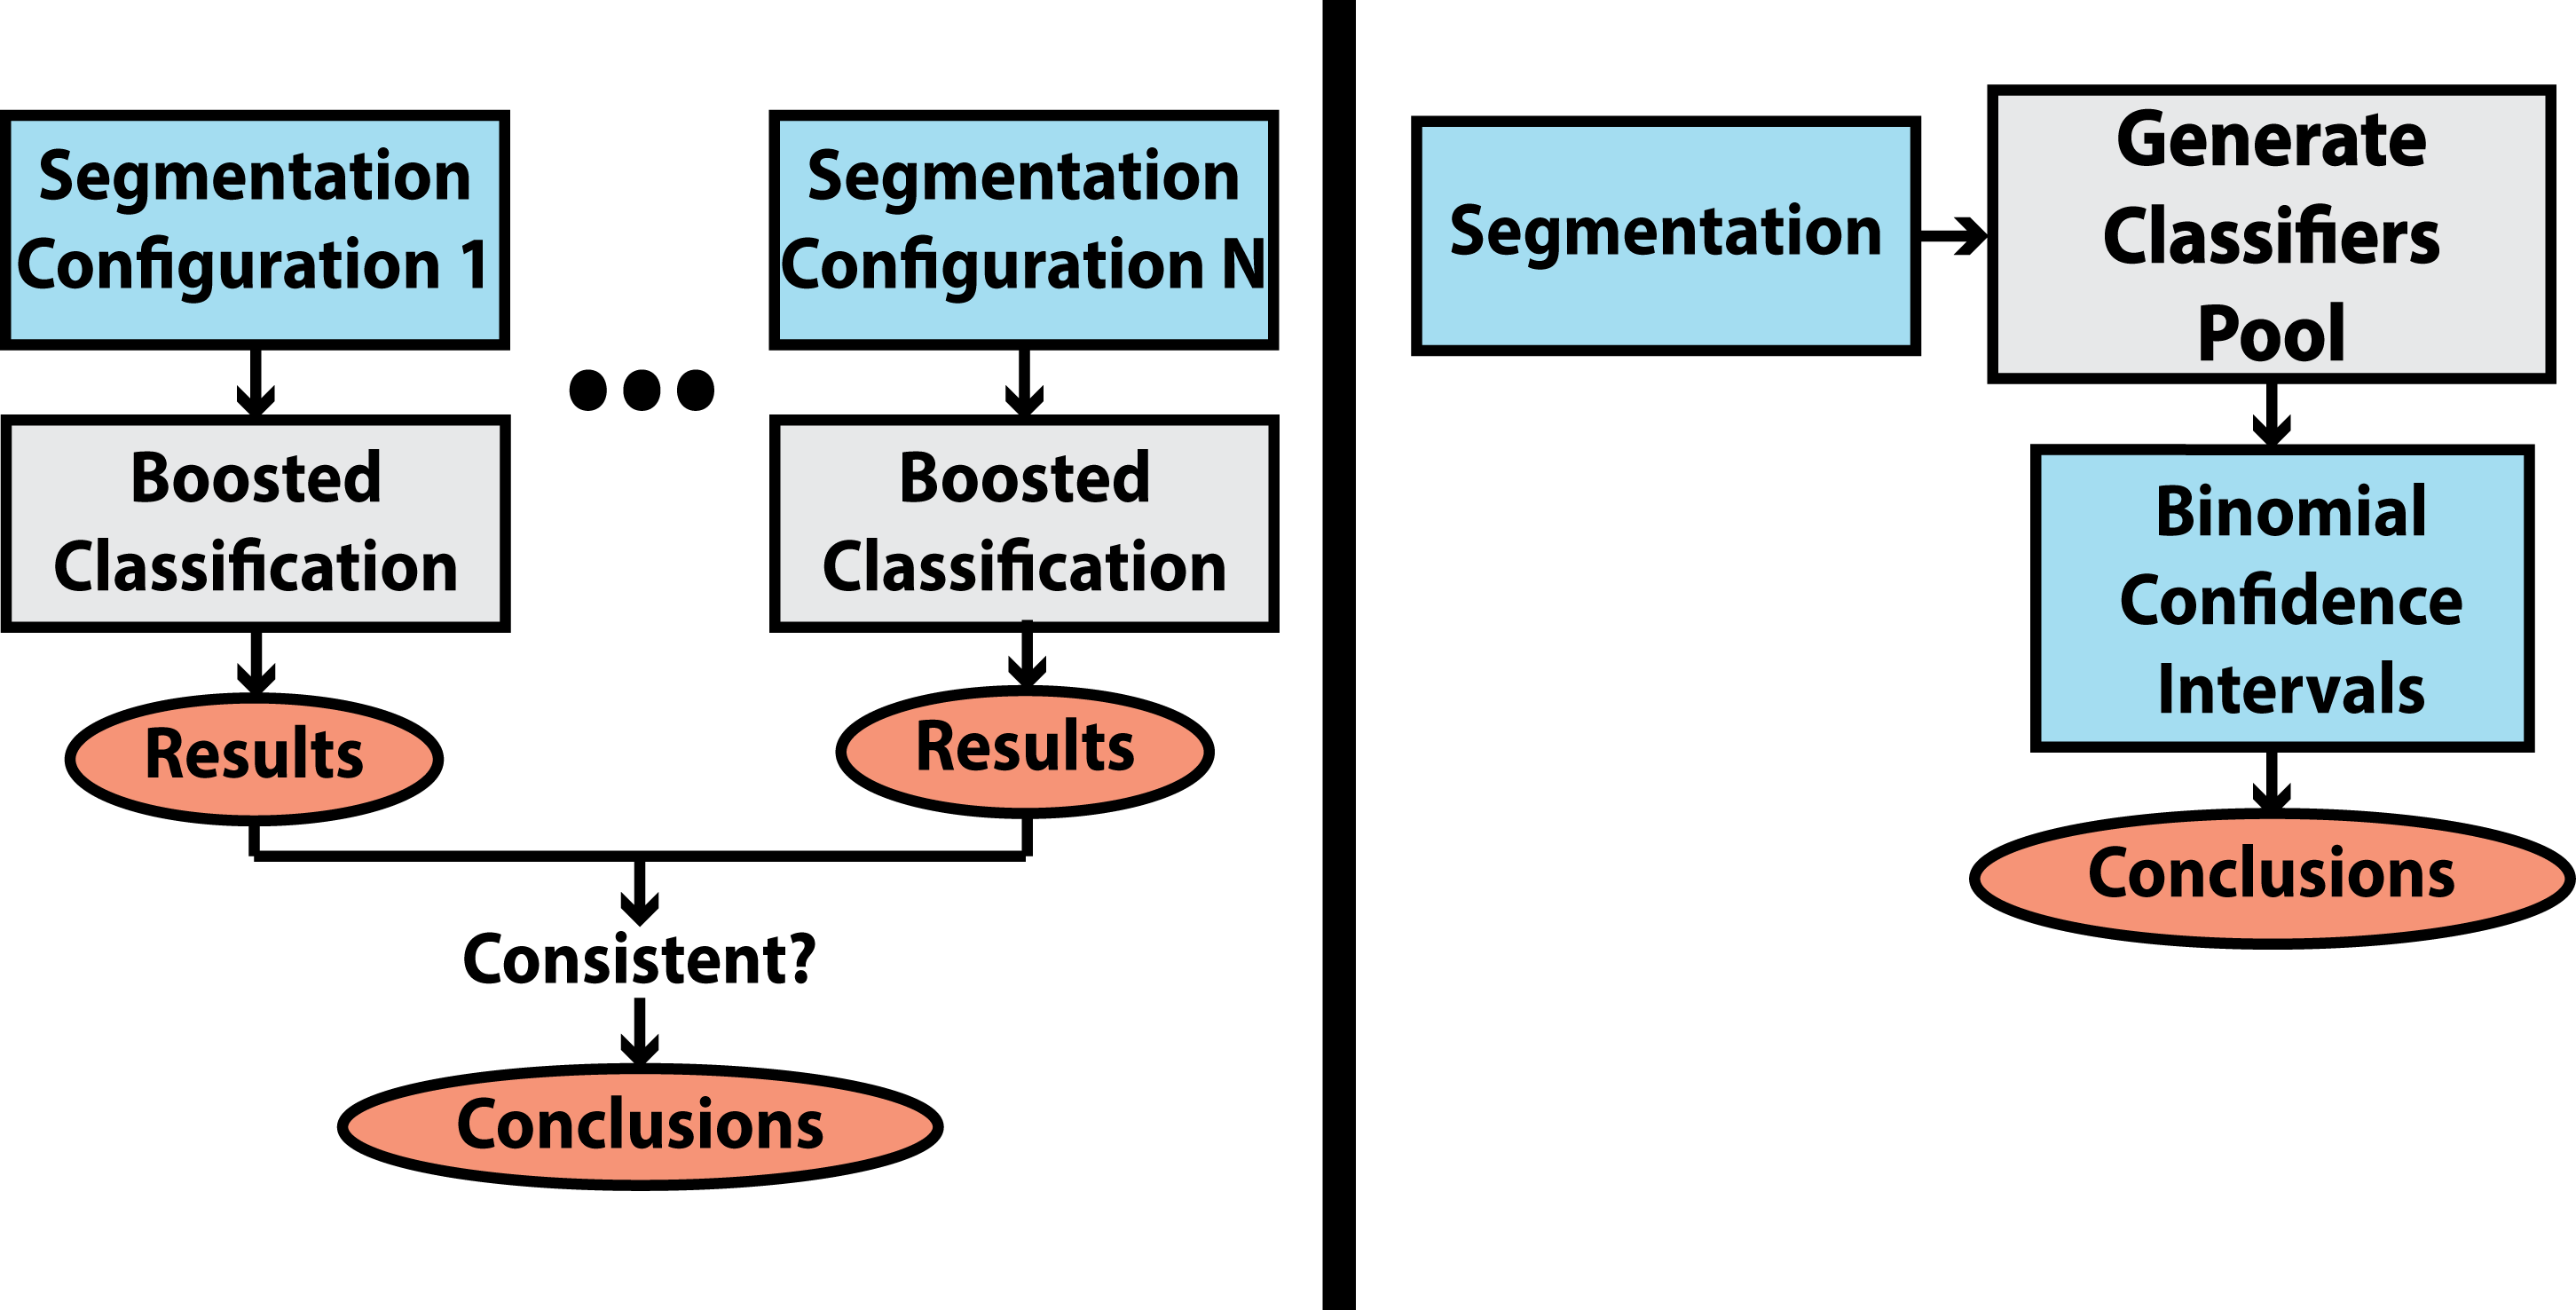 Segmentation
Configuration 1
Segmentation
Configuration N
Boosted
Classification
Boosted
Classification
Results
Results
Consistent?
Conclusions
Segmentation
Generate
Classifiers
Pool
Binomial
Confidence
Intervals
Conclusions